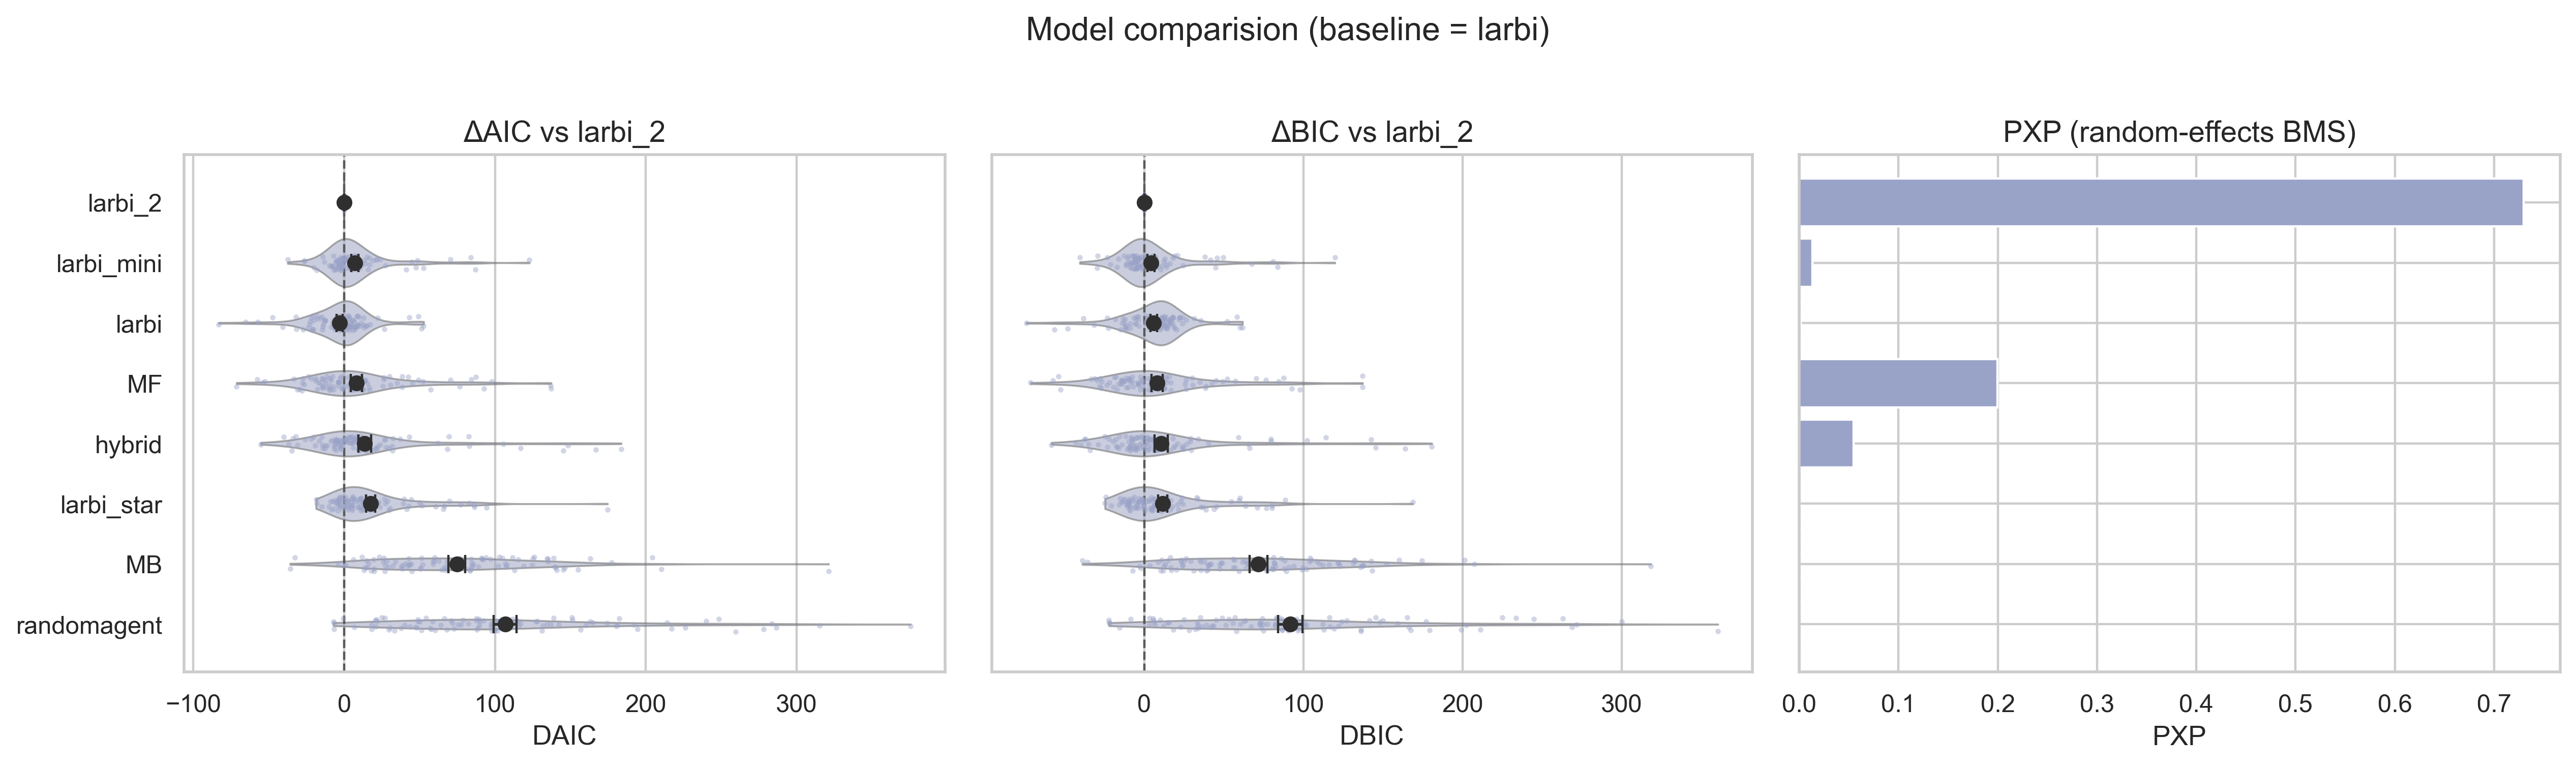 Model comparision (baseline = larbi)
ΔAIC vs larbi_2
ΔBIC vs larbi_2
PXP (random-effects BMS)
larbi_2
larbi_mini
larbi
MF
hybrid
larbi_star
MB
randomagent
−100 0 100 200 300
0 100 200 300
0.0 0.1 0.2 0.3 0.4 0.5 0.6 0.7
DAIC
DBIC
PXP